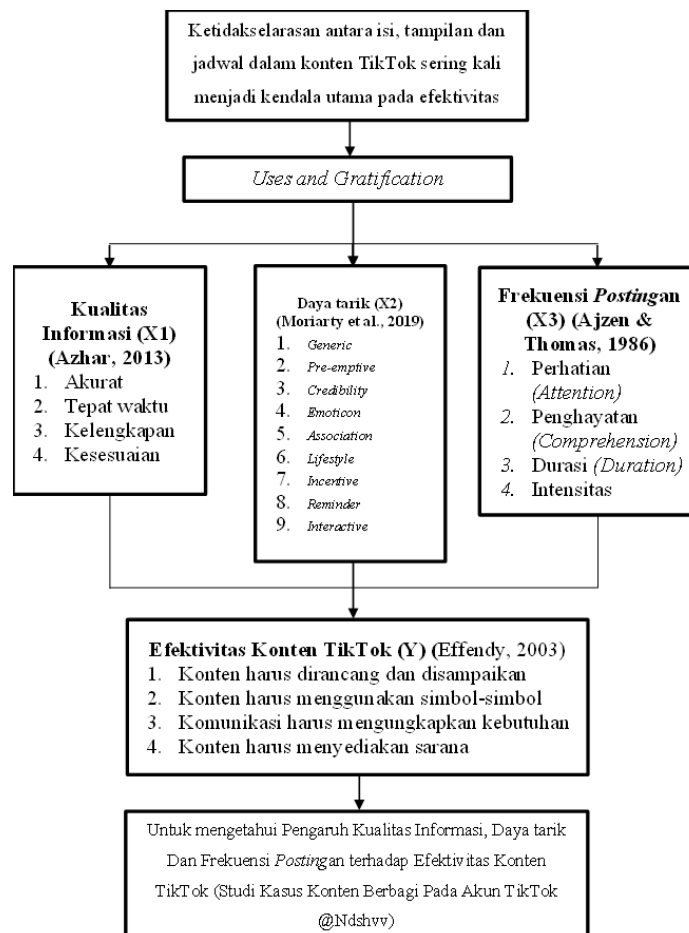 Ketidakselarasan antara isi, tampilan dan
jadwal dalam konten TikTok sering kali
menjadi kendala utama pada efektivitas
Uses and Gratification
Kualitas
Informasi (X1)
(Azhar, 2013)
1. Akurat
2. Tepat waktu
3. Kelengkapan
4. Kesesuaian
Daya tarik (X2)
(Moriarty et al., 2019)
1. Generic
2. Pre-emptive
3. Credibility
4. Emoticon
5. Association
6. Lifestyle
7. Incentive
8. Reminder
9. Interactive
Frekuensi Postingan
(X3) (Ajzen &
Thomas, 1986)
1. Perhatian
(Attention)
2. Penghayatan
(Comprehension)
3. Durasi (Duration)
4. Intensitas
Efektivitas Konten TikTok (Y) (Effendy, 2003)
1. Konten harus dirancang dan disampaikan
2. Konten harus menggunakan simbol-simbol
3. Komunikasi harus mengungkapkan kebutuhan
4. Konten harus menyediakan sarana
Untuk mengetahui Pengaruh Kualitas Informasi, Daya tarik
Dan Frekuensi Postingan terhadap Efektivitas Konten
TikTok (Studi Kasus Konten Berbagi Pada Akun TikTok
@Ndshvv)